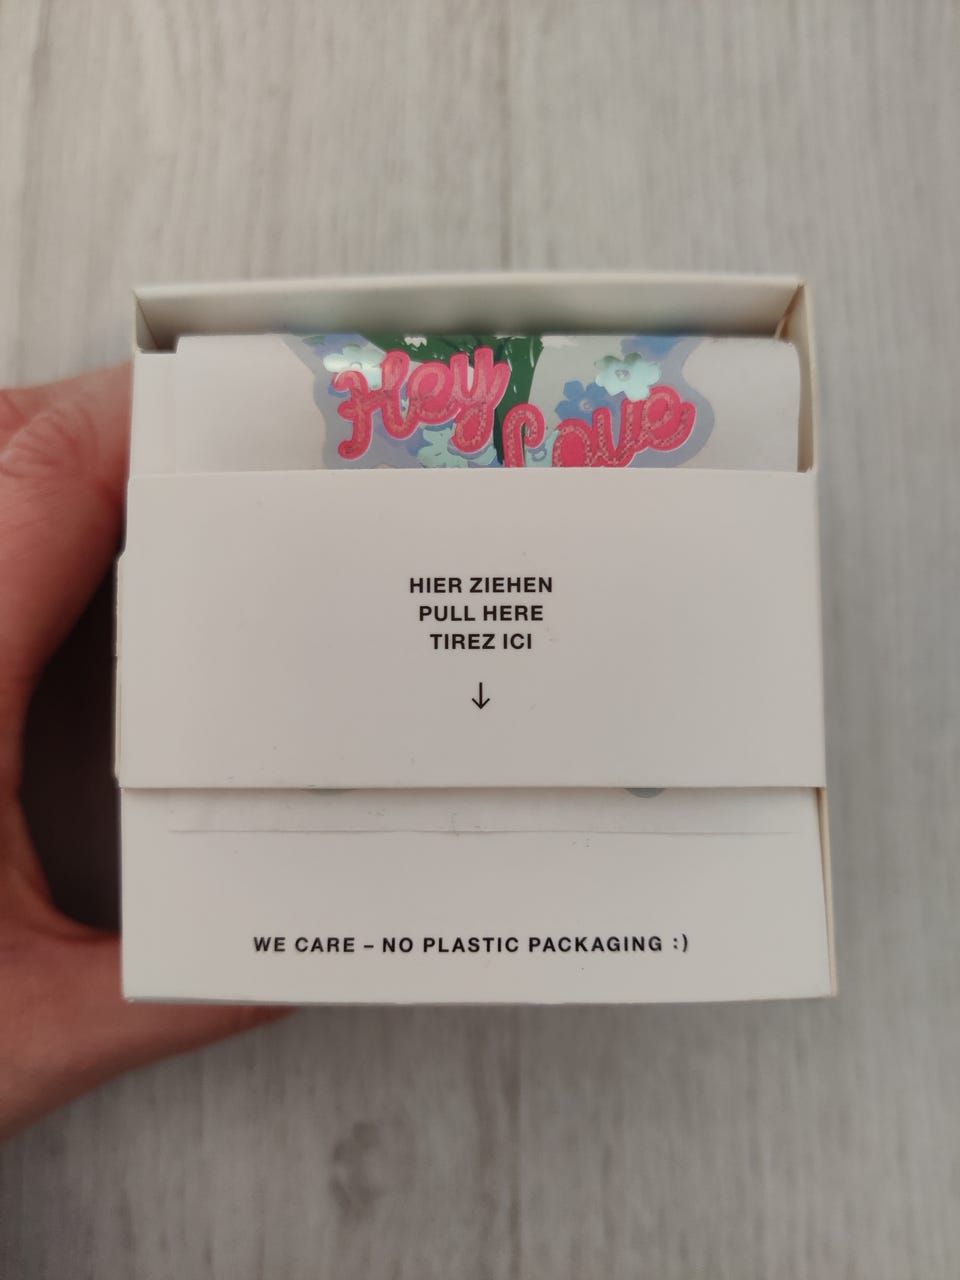 Hey
Love
HIER ZIEHEN
PULL HERE
TIREZ ICI
↓
WE CARE – NO PLASTIC PACKAGING :)